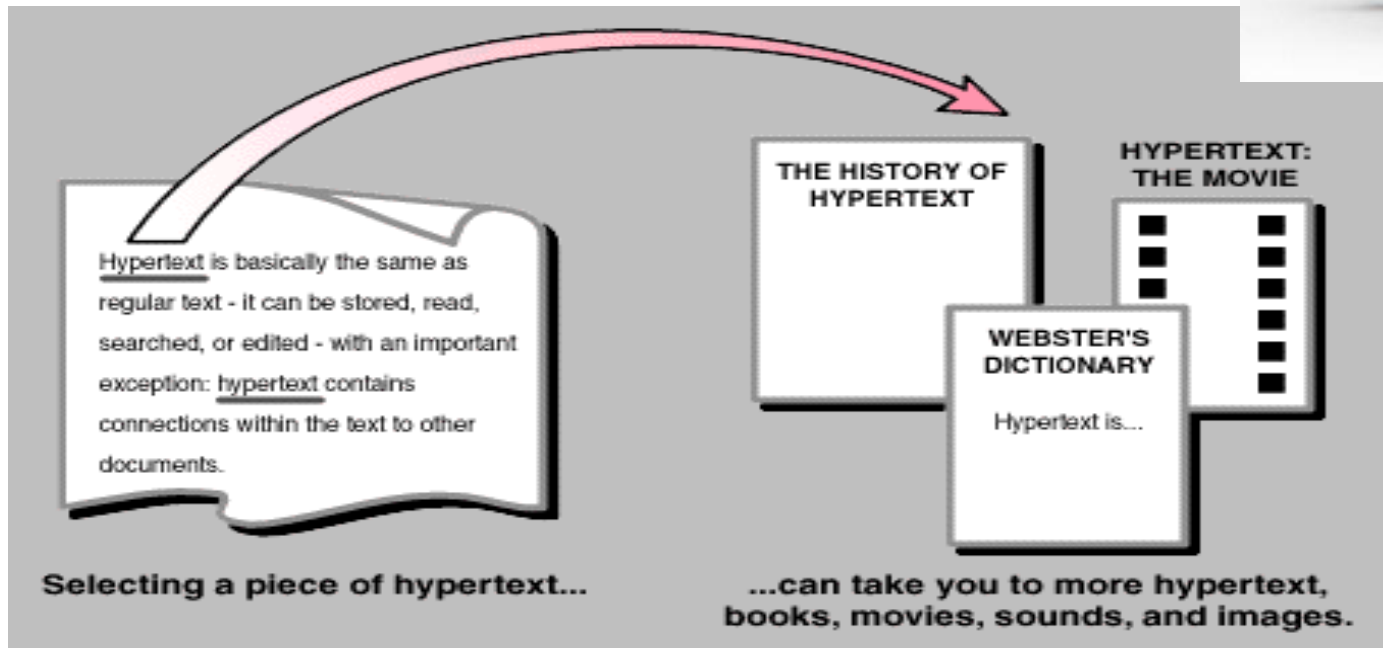 Hypertext is basically the same as
regular text - it can be stored, read,
searched, or edited - with an important
exception: hypertext contains
connections within the text to other
documents.
Selecting a piece of hypertext...
THE HISTORY OF
HYPERTEXT
HYPERTEXT:
THE MOVIE
WEBSTER'S
DICTIONARY
Hypertext is...
...can take you to more hypertext,
books, movies, sounds, and images.